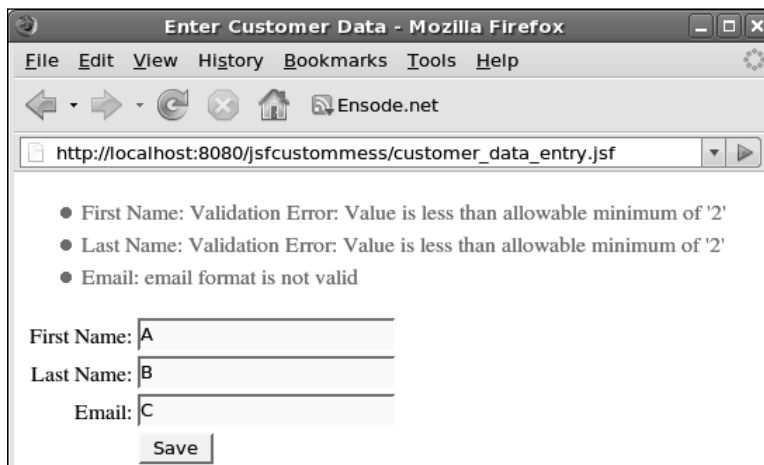 Enter Customer Data - Mozilla Firefox
File Edit View History Bookmarks Tools Help
Ensode.net
http://localhost:8080/jsfcustommess/customer_data_entry.jsf
First Name: Validation Error: Value is less than allowable minimum of '2'
Last Name: Validation Error: Value is less than allowable minimum of '2'
Email: email format is not valid
First Name: A
Last Name: B
Email: C
Save